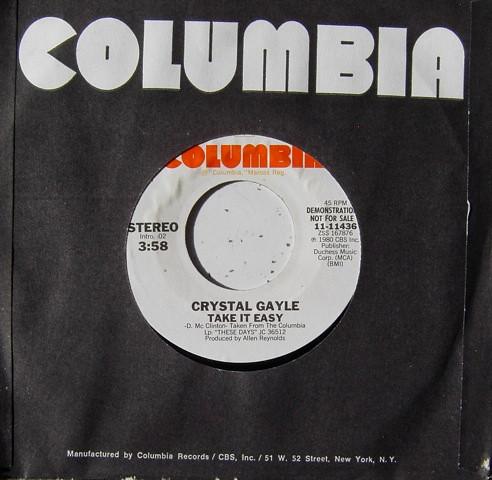 COLUMBIA
COLUMBIA
"Columbia," Marcas Reg.
45 RPM
DEMONSTRATIO
NOT FOR SALE
11-11436
ZSS 167876
℗ 1980 CBS Inc.
Publisher:
Duchess Music
Corp. (MCA)
(BMI)
STEREO
Intro. :02
3:58
CRYSTAL GAYLE
TAKE IT EASY
-D. Mc Clinton- Taken From The Columbia
Lp: "THESE DAYS" JC 36512
Produced by Allen Reynolds
Manufactured by Columbia Records / CBS, Inc. / 51 W. 52 Street, New York, N. Y.